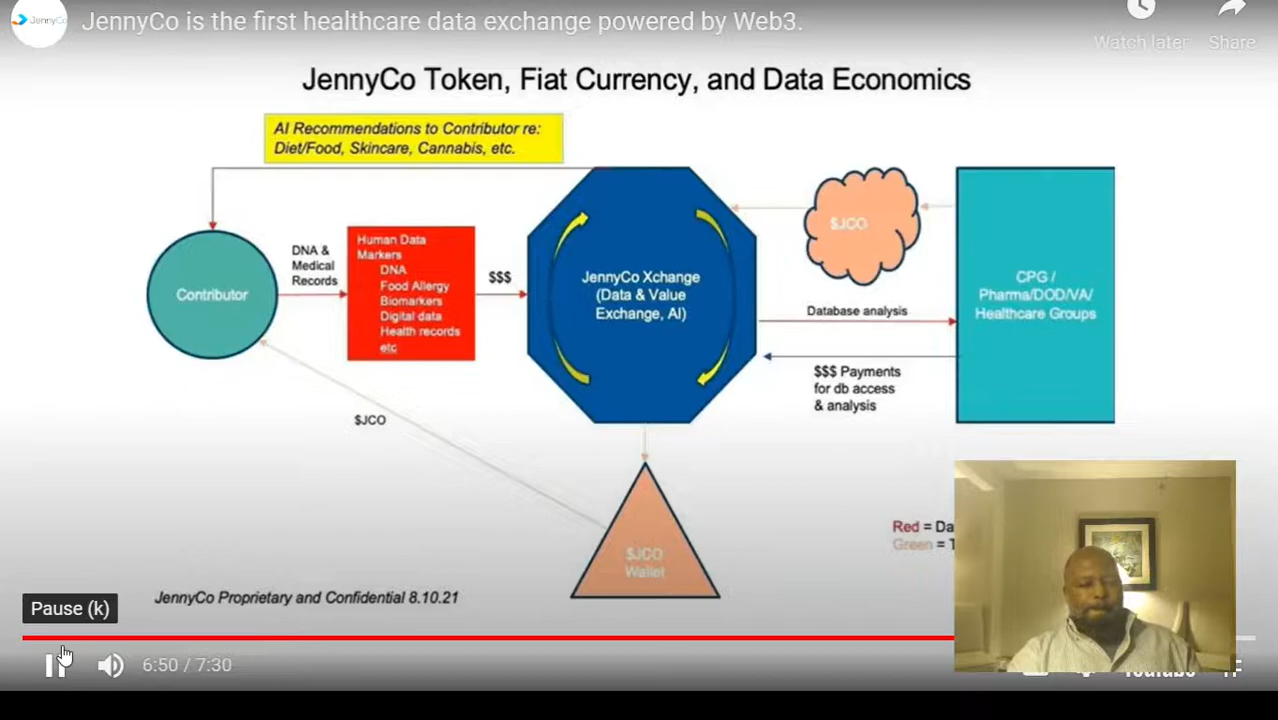 JennyCo
JennyCo is the first healthcare data exchange powered by Web3.
Watch later
Share
JennyCo Token, Fiat Currency, and Data Economics
AI Recommendations to Contributor re:
Diet/Food, Skincare, Cannabis, etc.
Contributor
DNA &
Medical
Records
Human Data
Markers
DNA
Food Allergy
Biomarkers
Digital data
Health records
etc
$$$
JennyCo Xchange
(Data & Value
Exchange, AI)
$JCO
Database analysis
$$$ Payments
for db access
& analysis
CPG /
Pharma/DOD/VA/
Healthcare Groups
$JCO
$JCO
Wallet
Red = Da
Green = T
JennyCo Proprietary and Confidential 8.10.21
Pause (k)
6:50 / 7:30
YouTube